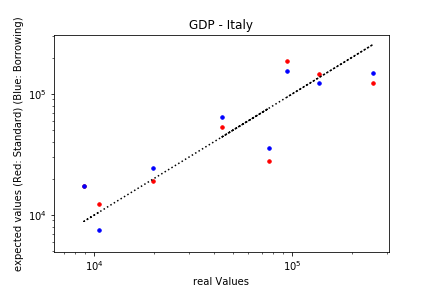 GDP - Italy
expected values (Red: Standard) (Blue: Borrowing)
10⁵
10⁴
10⁴
10⁵
real Values